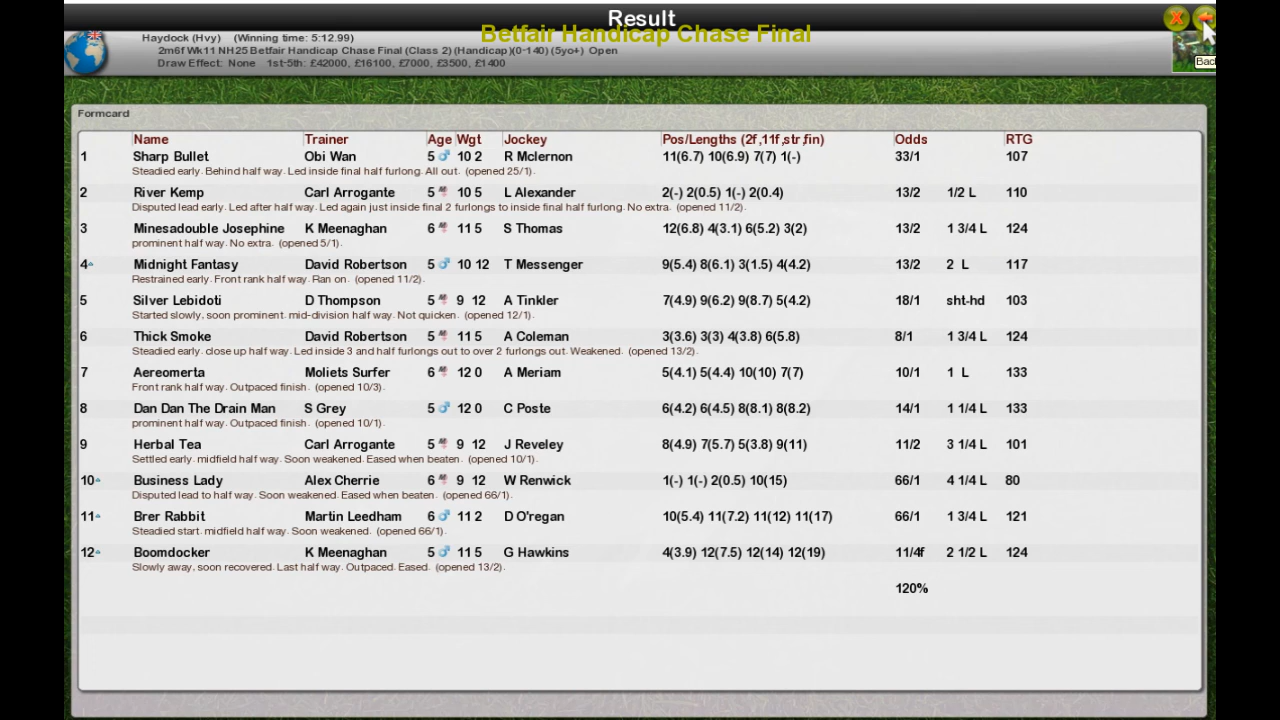 Result
Betfair Handicap Chase Final
Haydock (Hvy) (Winning time: 5:12.99)
2m6f Wk11 NH25 Betfair Handicap Chase Final (Class 2) (Handicap)(0-140) (5yo+) Open
Draw Effect: None 1st-5th: £42000, £16100, £7000, £3500, £1400
Back
Formcard
Name Trainer Age Wgt Jockey Pos/Lengths (2f,11f,str,fin) Odds RTG
1 Sharp Bullet Obi Wan 5 10 2 R Mclernon 11(6.7) 10(6.9) 7(7) 1(-) 33/1 107
Steadied early. Behind half way. Led inside final half furlong. All out. (opened 25/1).
2 River Kemp Carl Arrogante 5 10 5 L Alexander 2(-) 2(0.5) 1(-) 2(0.4) 13/2 1/2 L 110
Disputed lead early. Led after half way. Led again just inside final 2 furlongs to inside final half furlong. No extra. (opened 11/2).
3 Minesadouble Josephine K Meenaghan 6 11 5 S Thomas 12(6.8) 4(3.1) 6(5.2) 3(2) 13/2 1 3/4 L 124
prominent half way. No extra. (opened 5/1).
4 Midnight Fantasy David Robertson 5 10 12 T Messenger 9(5.4) 8(6.1) 3(1.5) 4(4.2) 13/2 2 L 117
Restrained early. Front rank half way. Ran on. (opened 11/2).
5 Silver Lebidoti D Thompson 5 9 12 A Tinkler 7(4.9) 9(6.2) 9(8.7) 5(4.2) 18/1 sht-hd 103
Started slowly, soon prominent. mid-division half way. Not quicken. (opened 12/1).
6 Thick Smoke David Robertson 5 11 5 A Coleman 3(3.6) 3(3) 4(3.8) 6(5.8) 8/1 1 3/4 L 124
Steadied early. close up half way. Led inside 3 and half furlongs out to over 2 furlongs out. Weakened. (opened 13/2).
7 Aereomerta Moliets Surfer 6 12 0 A Meriam 5(4.1) 5(4.4) 10(10) 7(7) 10/1 1 L 133
Front rank half way. Outpaced finish. (opened 10/3).
8 Dan Dan The Drain Man S Grey 5 12 0 C Poste 6(4.2) 6(4.5) 8(8.1) 8(8.2) 14/1 1 1/4 L 133
prominent half way. Outpaced finish. (opened 10/1).
9 Herbal Tea Carl Arrogante 5 9 12 J Reveley 8(4.9) 7(5.7) 5(3.8) 9(11) 11/2 3 1/4 L 101
Settled early. midfield half way. Soon weakened. Eased when beaten. (opened 10/1).
10 Business Lady Alex Cherrie 6 9 12 W Renwick 1(-) 1(-) 2(0.5) 10(15) 66/1 4 1/4 L 80
Disputed lead to half way. Soon weakened. Eased when beaten. (opened 66/1).
11 Brer Rabbit Martin Leedham 6 11 2 D O'regan 10(5.4) 11(7.2) 11(12) 11(17) 66/1 1 3/4 L 121
Steadied start. midfield half way. Soon weakened. (opened 66/1).
12 Boomdocker K Meenaghan 5 11 5 G Hawkins 4(3.9) 12(7.5) 12(14) 12(19) 11/4f 2 1/2 L 124
Slowly away, soon recovered. Last half way. Outpaced. Eased. (opened 13/2).
120%